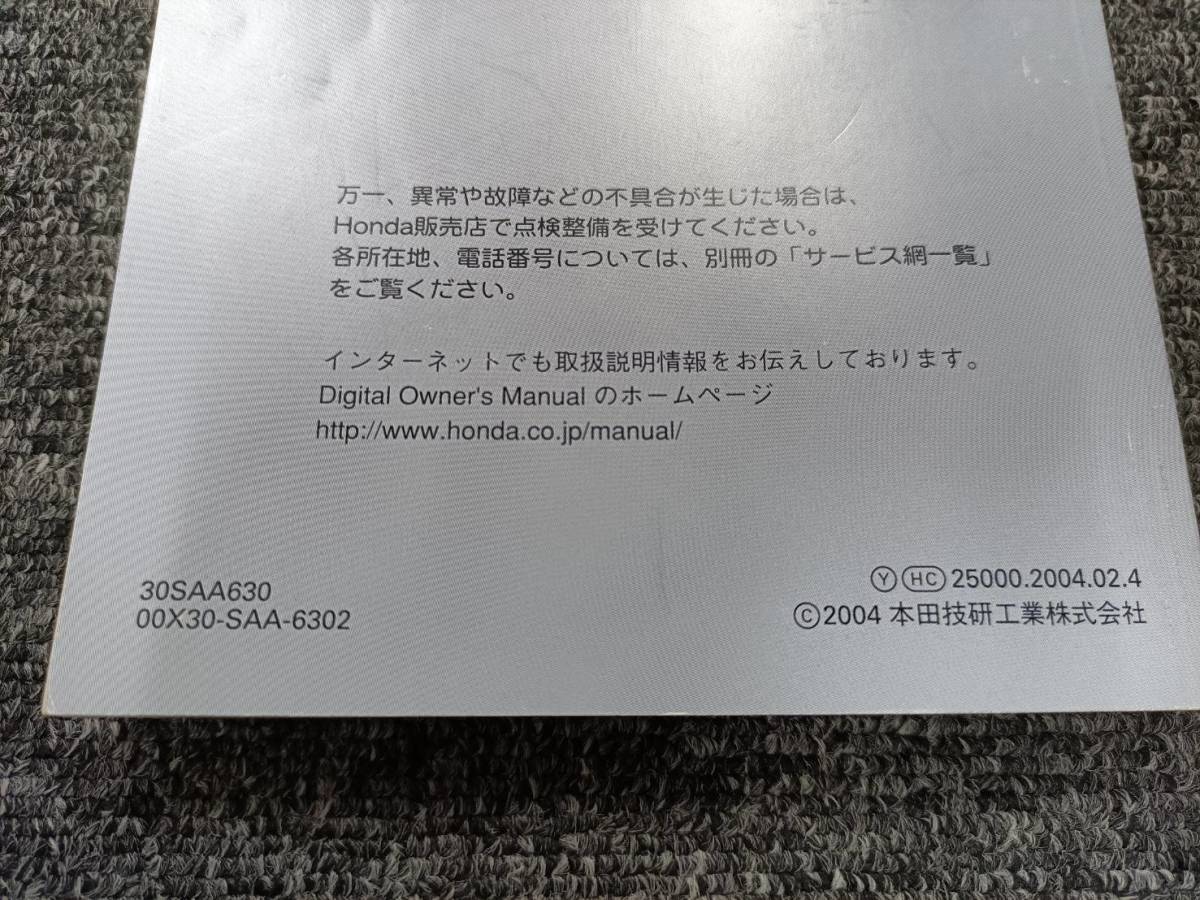 万一、異常や故障などの不具合が生じた場合は、
Honda販売店で点検整備を受けてください。
各所在地、電話番号については、別冊の「サービス網一覧」
をご覧ください。
インターネットでも取扱説明情報をお伝えしております。
Digital Owner's Manual のホームページ
http://www.honda.co.jp/manual/
30SAA630
00X30-SAA-6302
Ⓨ HC 25000.2004.02.4
©2004 本田技研工業株式会社